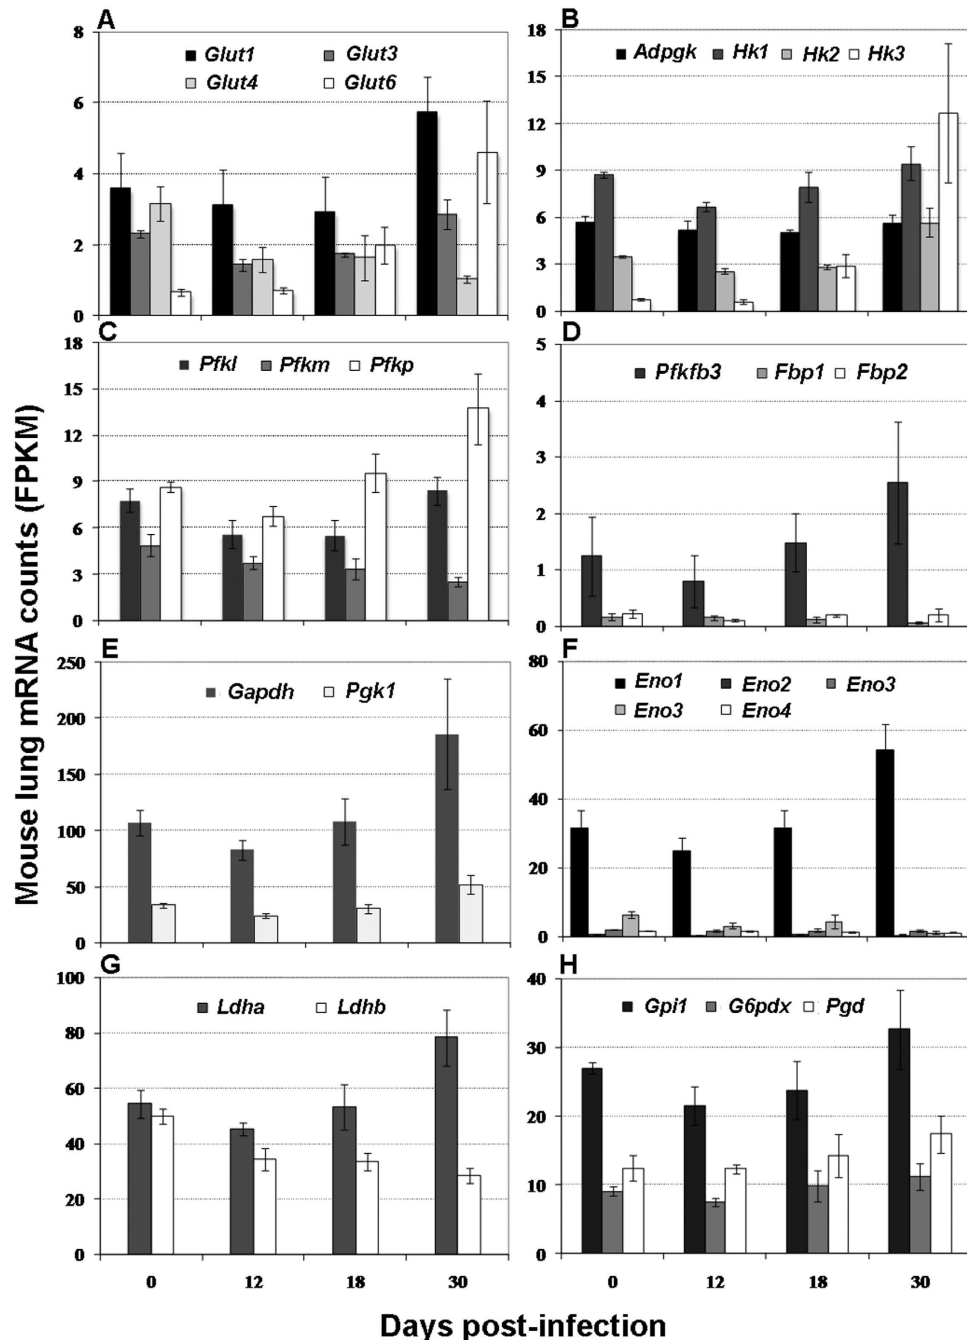 A
Glut1 Glut3
Glut4 Glut6
8
6
4
2
0
B
Adpgk Hk1 Hk2 Hk3
18
15
12
9
6
3
0
C
Pfkl Pfkm Pfkp
18
15
12
9
6
3
0
D
Pfkfb3 Fbp1 Fbp2
5
4
3
2
1
0
E
Gapdh Pgk1
250
200
150
100
50
0
F
Eno1 Eno2 Eno3
Eno3 Eno4
80
60
40
20
0
G
Ldha Ldhb
100
80
60
40
20
0
0 12 18 30
H
Gpi1 G6pdx Pgd
40
30
20
10
0
0 12 18 30
Mouse lung mRNA counts (FPKM)
Days post-infection